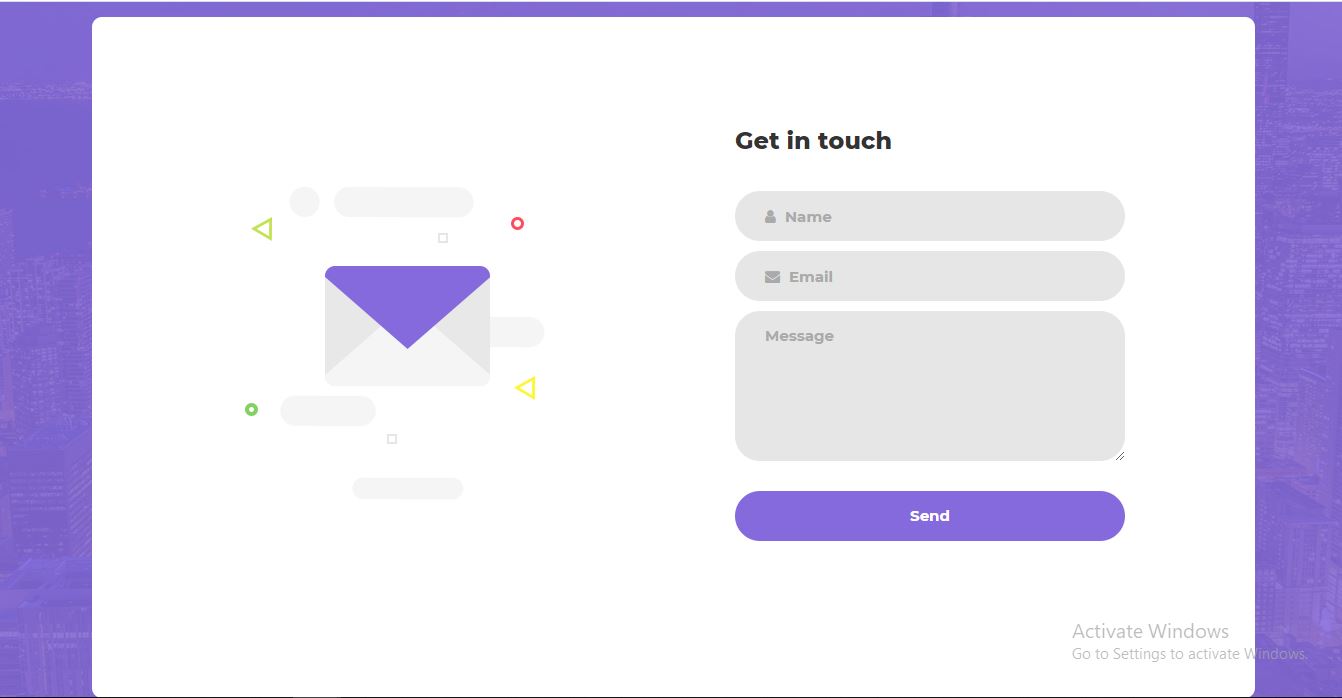 Get in touch
Name
Email
Message
Send
Activate Windows
Go to Settings to activate Windows.